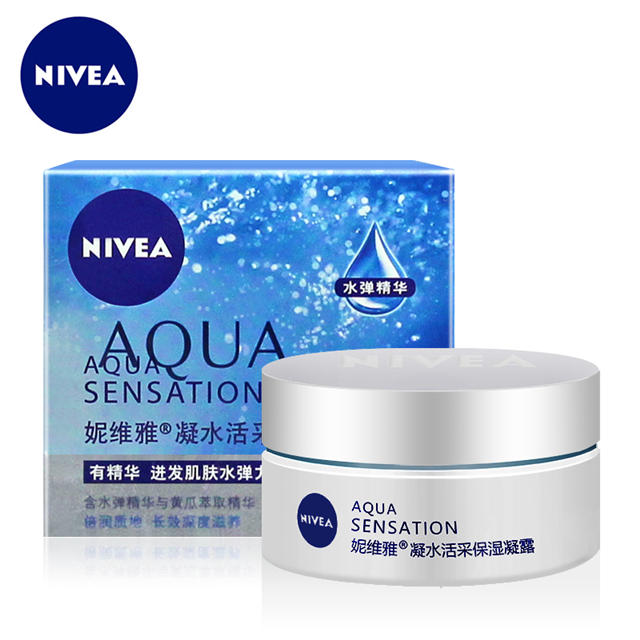 NIVEA
NIVEA
水弹精华
AQUA
AQUA
SENSATION
妮维雅®凝水活采
有精华 迸发肌肤水弹力
含水弹精华与黄瓜萃取精华
倍润质地 长效深度滋养
NIVEA
NIVEA
AQUA
SENSATION
妮维雅®凝水活采保湿凝露